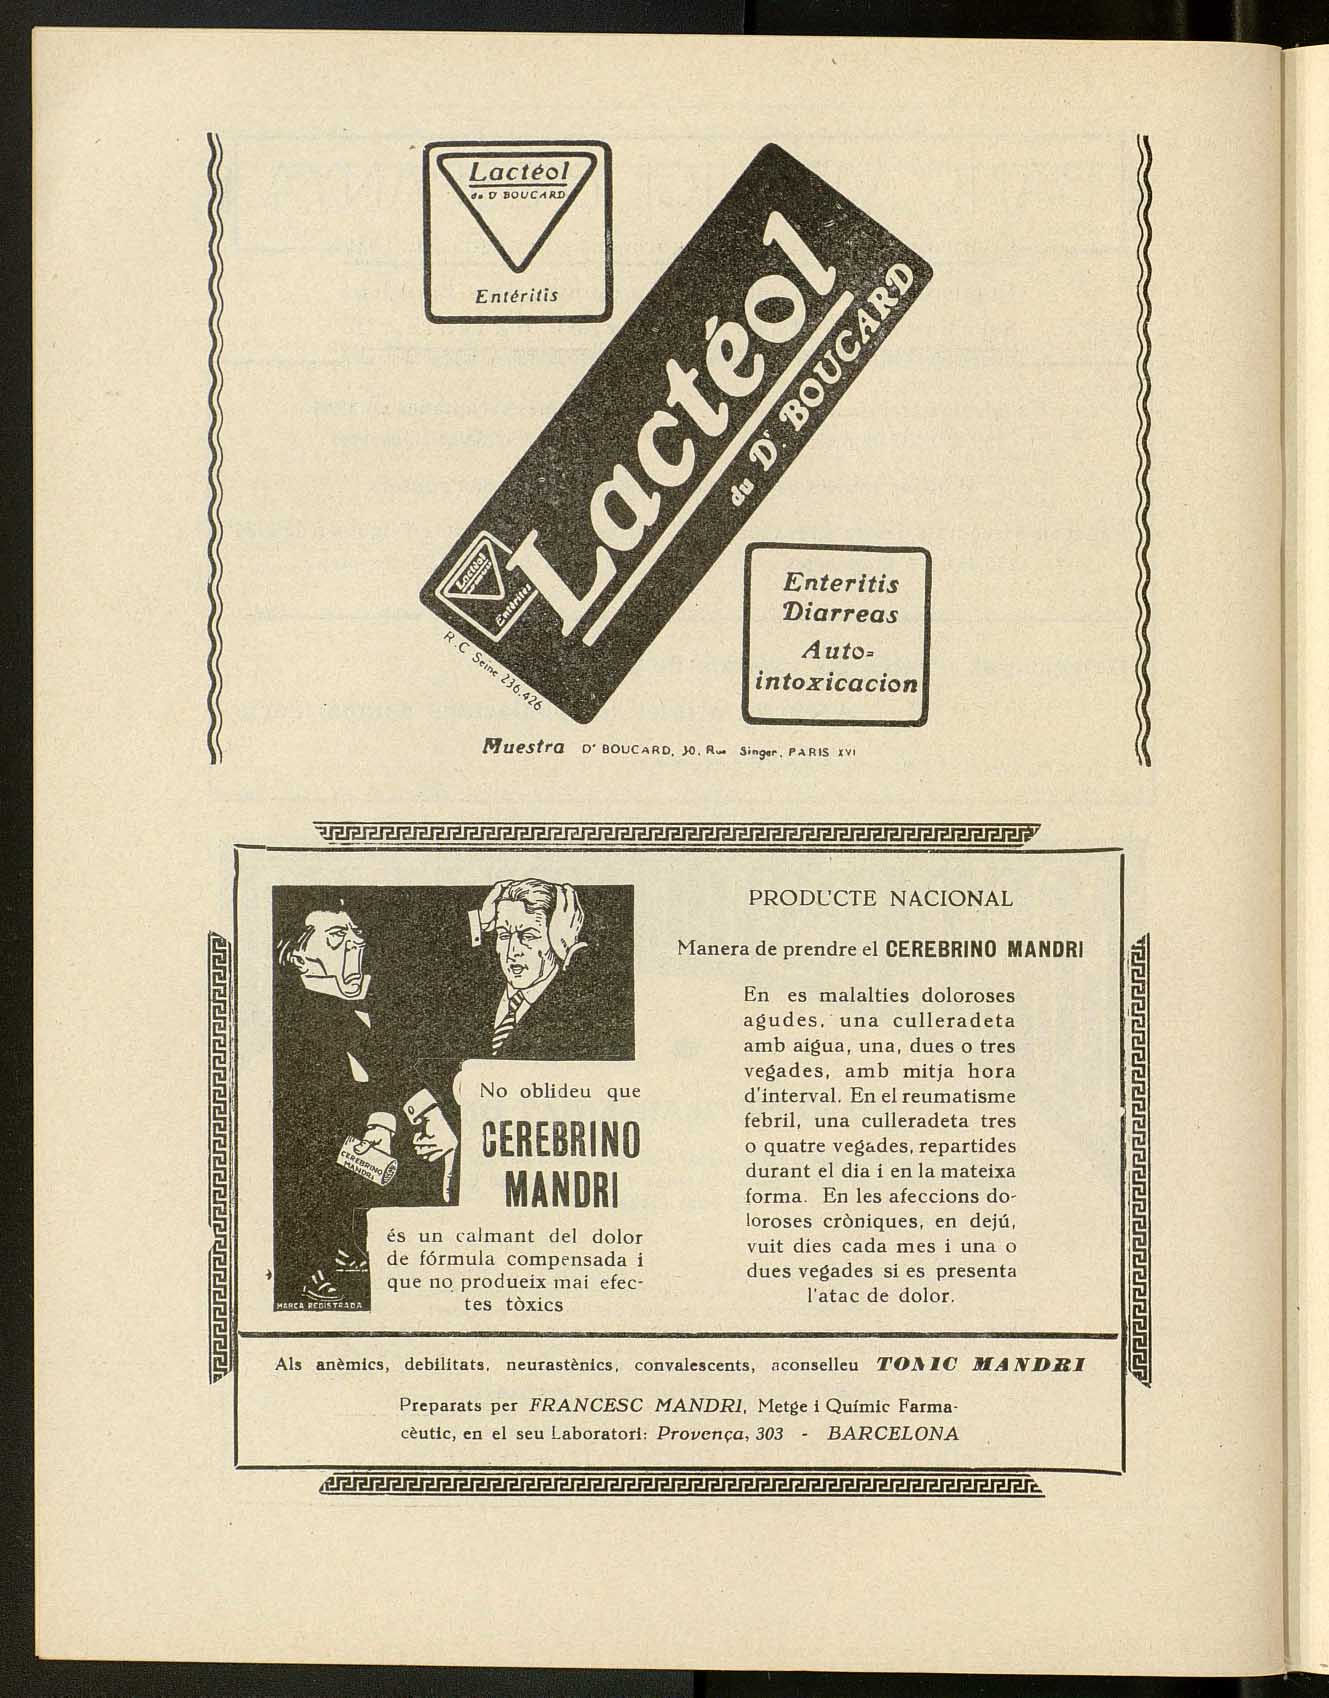 Lactéol
du Dr BOUCARD
Entéritis
Lactéol
du Dr. BOUCARD
Lactéol
Entérites
R.C Seine 236.426
Enteritis
Diarreas
Auto=
intoxicacion
Muestra Dr BOUCARD, 30, Rue Singer, PARIS XVI
CEREBRINO
MANDRI
MARCA REGISTRADA
No oblideu que
CEREBRINO
MANDRI
és un calmant del dolor
de fórmula compensada i
que no produeix mai efec-
tes tòxics
PRODUCTE NACIONAL
Manera de prendre el CEREBRINO MANDRI
En es malalties doloroses
agudes, una culleradeta
amb aigua, una, dues o tres
vegades, amb mitja hora
d'interval. En el reumatisme
febril, una culleradeta tres
o quatre vegades, repartides
durant el dia i en la mateixa
forma. En les afeccions do-
loroses cròniques, en dejú,
vuit dies cada mes i una o
dues vegades si es presenta
l'atac de dolor.
Als anèmics, debilitats, neurastènics, convalescents, aconselleu TONIC MANDRI
Preparats per FRANCESC MANDRI, Metge i Químic Farma-
cèutic, en el seu Laboratori: Provença, 303 - BARCELONA